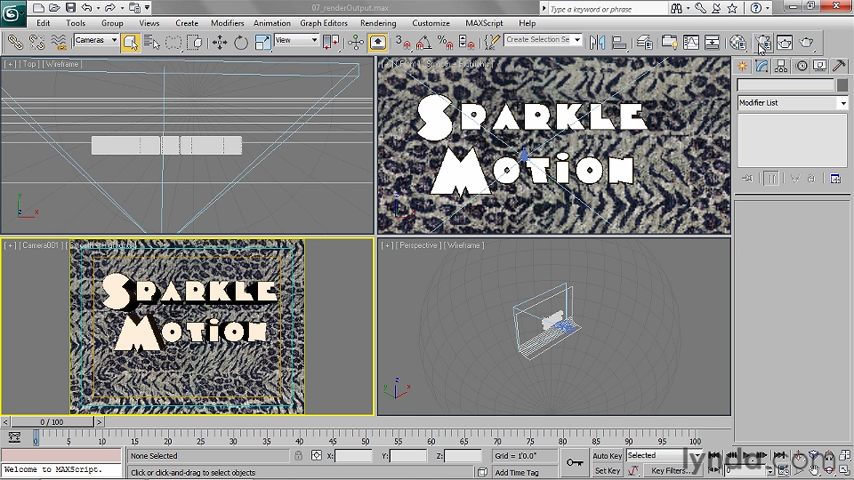 07_renderOutput.max
Type a keyword or phrase
Edit Tools Group Views Create Modifiers Animation Graph Editors Rendering Customize MAXScript Help
Cameras
View
Create Selection Se
[ + ] Top [ Wireframe ]
SPARKLE
MOTION
Modifier List
[ + ] Camera001 [
SPARKLE
MOTION
[ + ] Perspective [ Wireframe ]
0 / 100
0 5 10 15 20 25 30 35 40 45 50 55 60 65 70 75 80 85 90 95 100
None Selected
X:
Y:
Z:
Grid = 1'0.0"
Auto Key
Selected
Welcome to MAXScript.
Click or click-and-drag to select objects
Add Time Tag
Set Key
Key Filters...
lynda.com